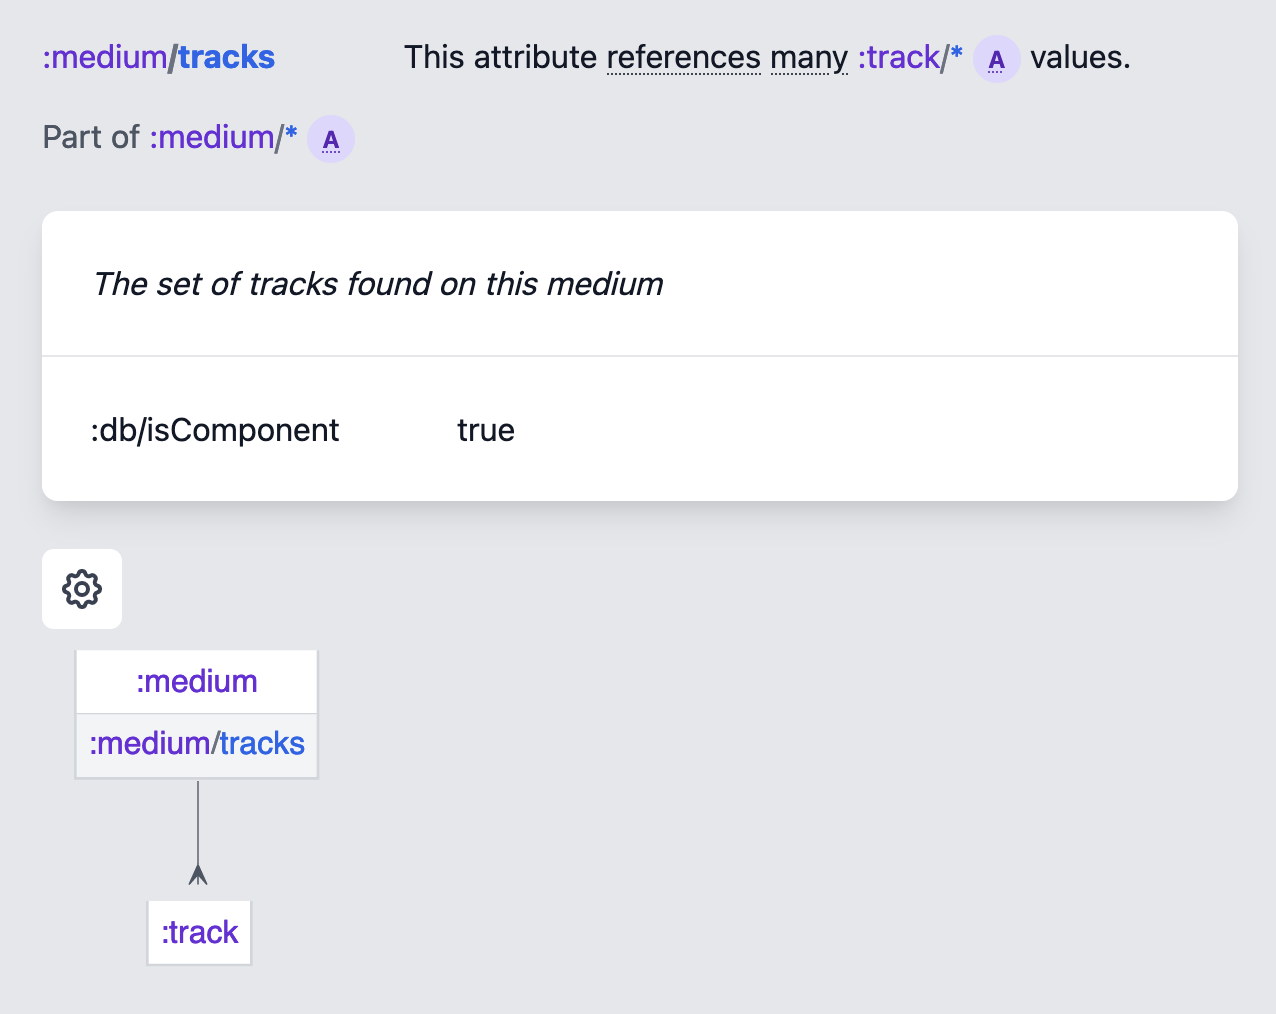 :medium/tracks This attribute references many :track/* A values.
Part of :medium/* A
The set of tracks found on this medium
:db/isComponent true
:medium
:medium/tracks
:track